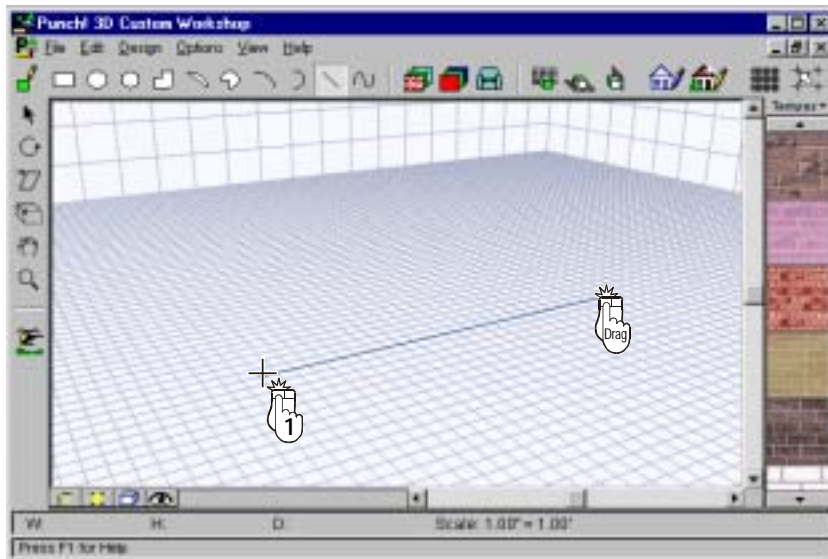 Punch! 3D Custom Workshop
File Edit Design Options View Help
Textures
Drag
1
W: H: D: Scale: 1.00" = 1.00'
Press F1 for Help